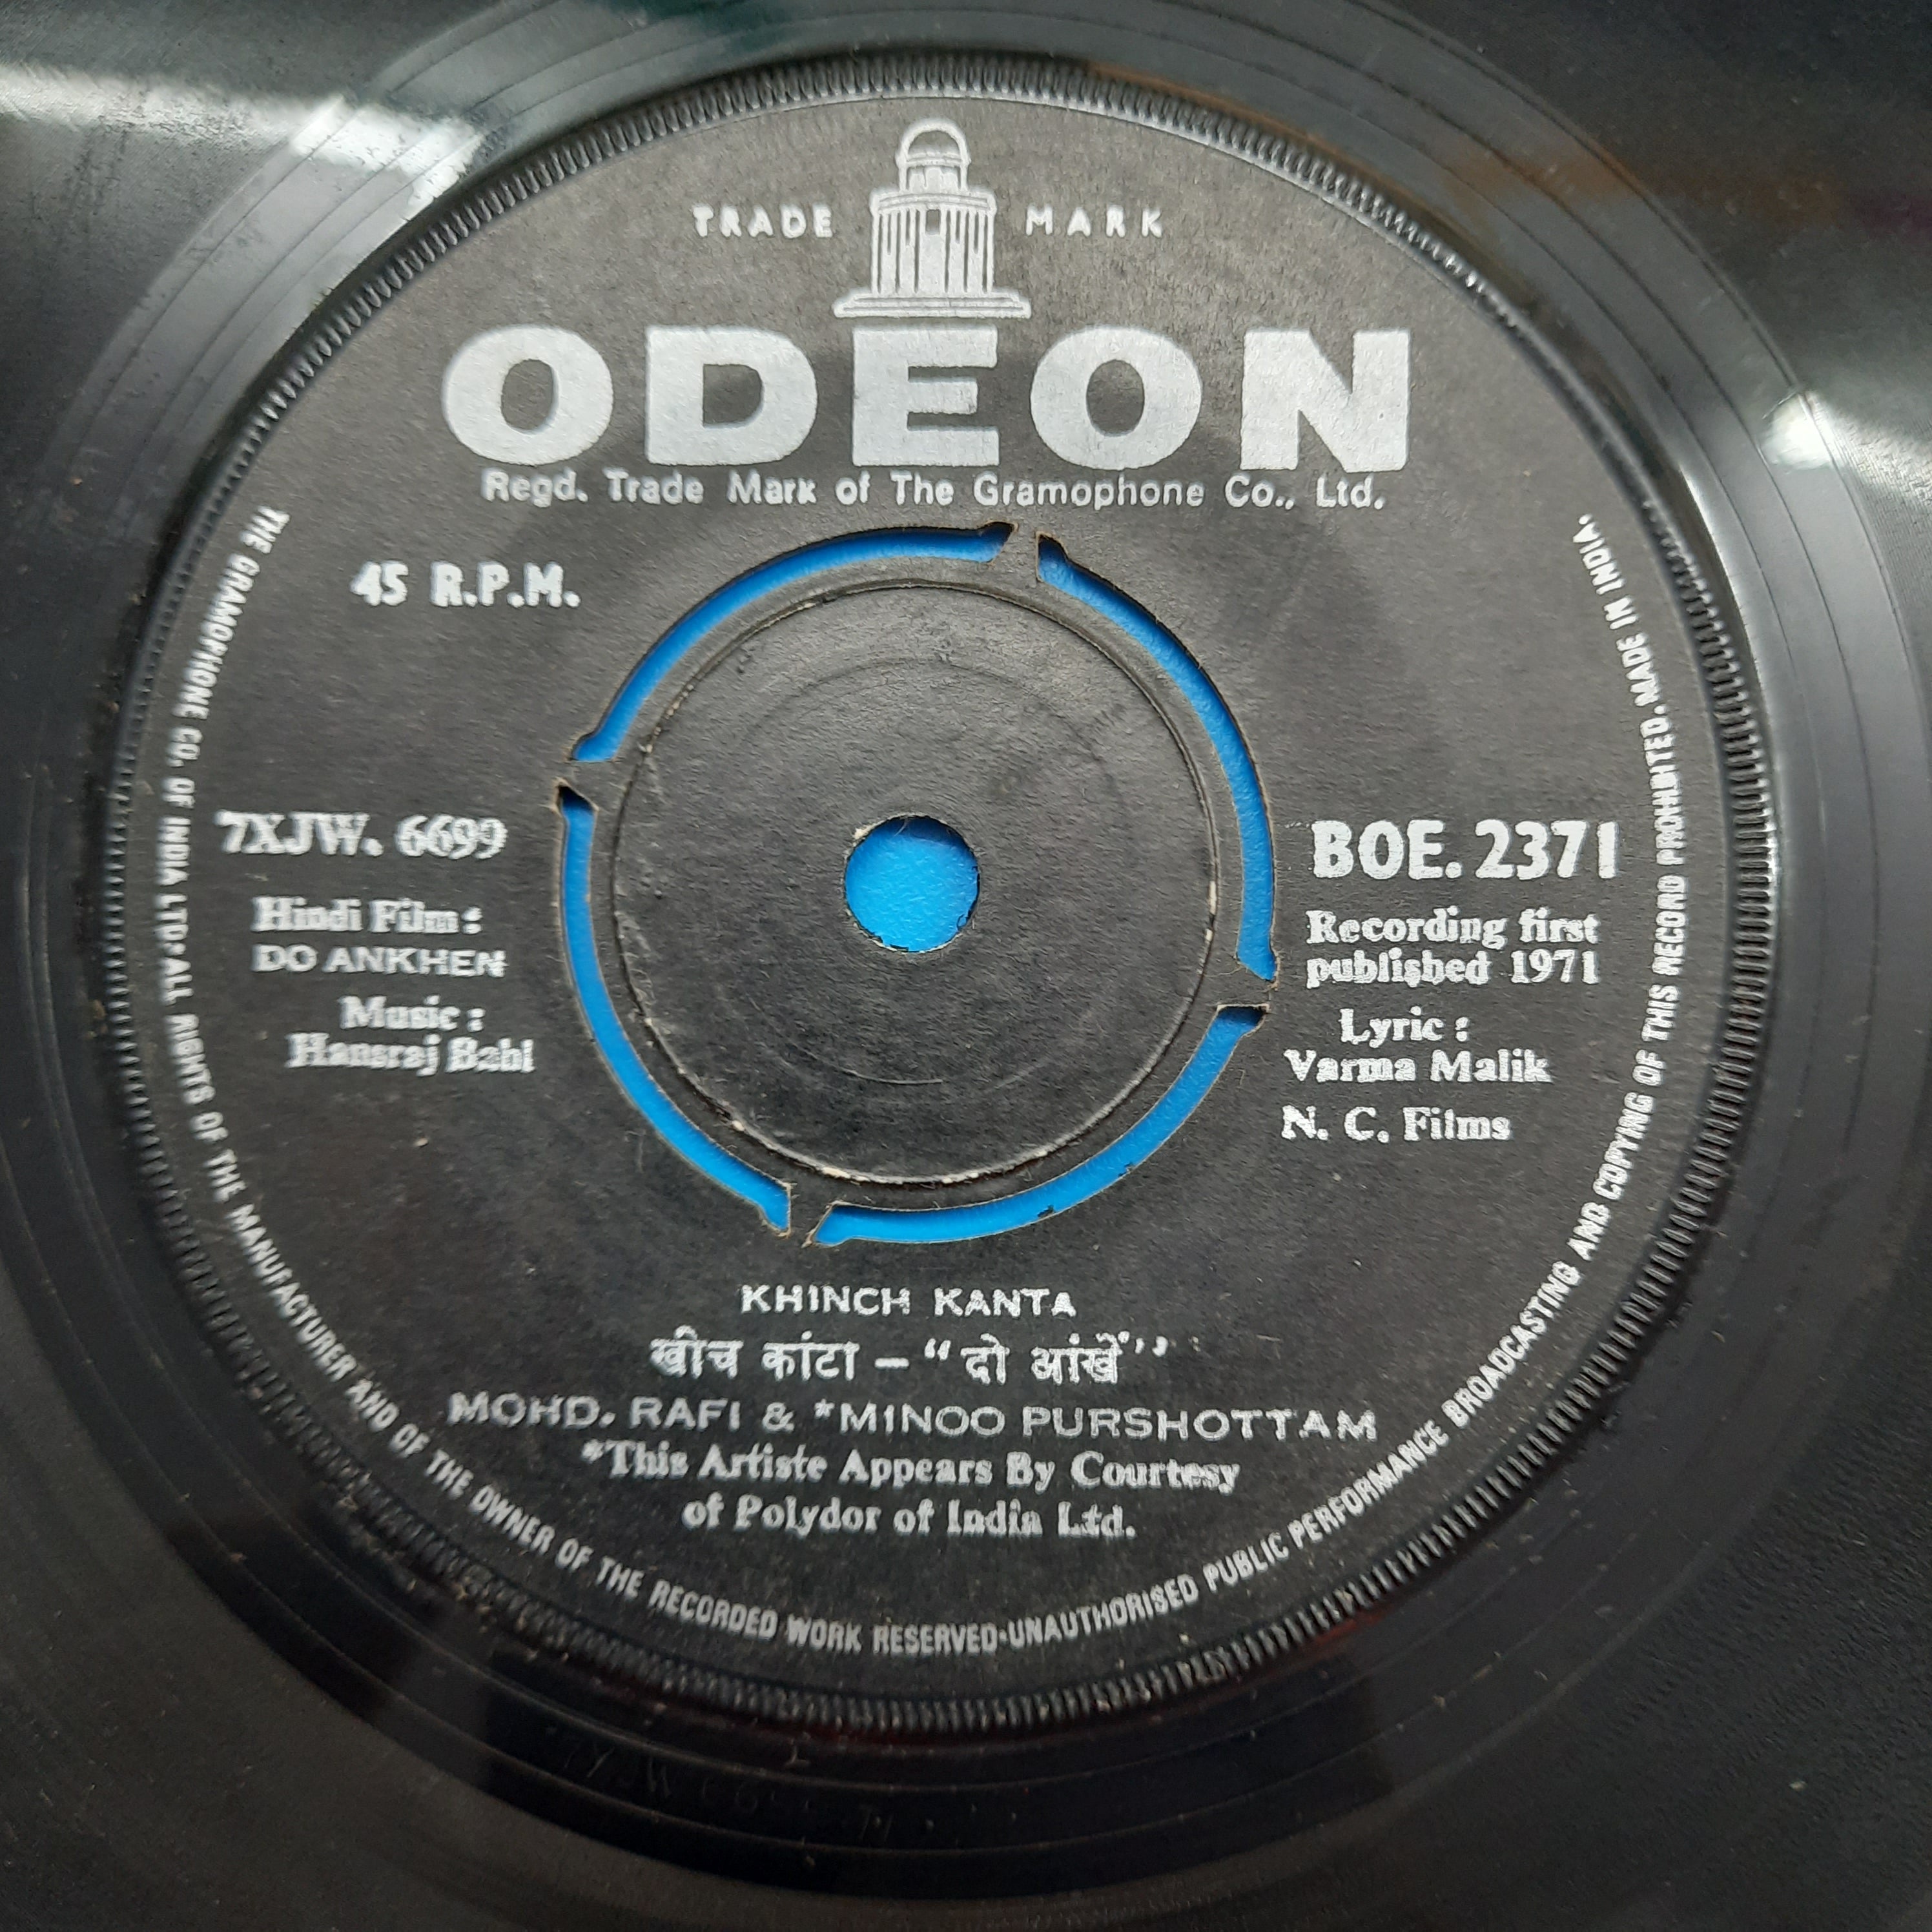 TRADE MARK
ODEON
Regd. Trade Mark of The Gramophone Co., Ltd.
45 R.P.M.
7XJW. 6699
Hindi Film :
DO ANKHEN
Music :
Hansraj Bahl
BOE. 2371
Recording first
published 1971
Lyric :
Varma Malik
N. C. Films
KHINCH KANTA
खींच कांटा – “दो आंखें”
MOHD. RAFI & *MINOO PURSHOTTAM
*This Artiste Appears By Courtesy
of Polydor of India Ltd.
THE GRAMOPHONE CO. OF INDIA LTD. ALL RIGHTS OF THE MANUFACTURER AND OF THE OWNER OF THE RECORDED WORK RESERVED·UNAUTHORISED PUBLIC PERFORMANCE BROADCASTING AND COPYING OF THIS RECORD PROHIBITED. MADE IN INDIA.